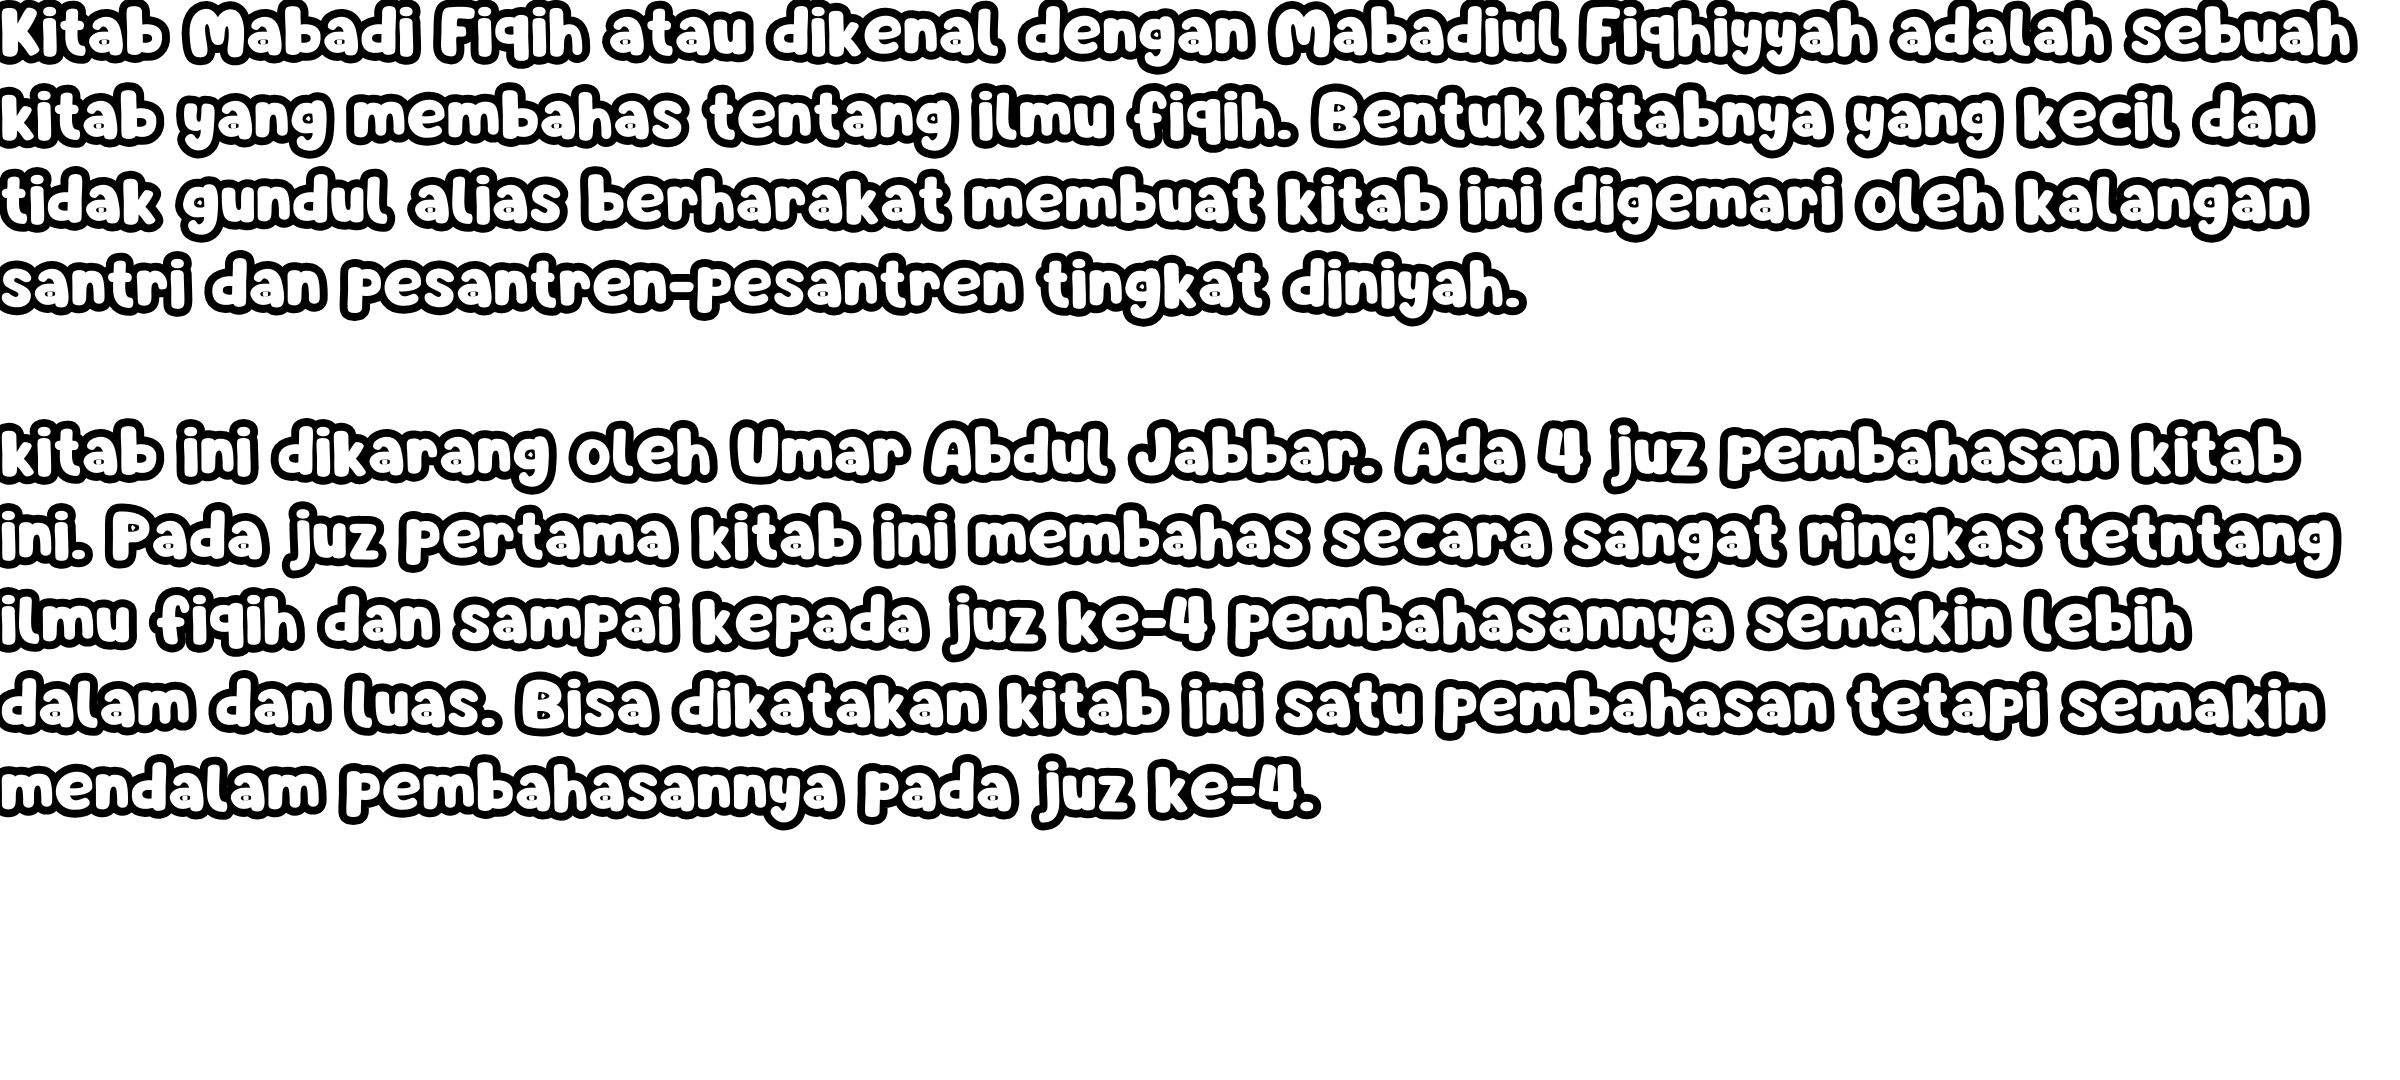 Kitab Mabadi Fiqih atau dikenal dengan Mabadiul Fiqhiyyah adalah sebuah
kitab yang membahas tentang ilmu fiqih. Bentuk kitabnya yang kecil dan
tidak gundul alias berharakat membuat kitab ini digemari oleh kalangan
santri dan pesantren-pesantren tingkat diniyah.
kitab ini dikarang oleh Umar Abdul Jabbar. Ada 4 juz pembahasan kitab
ini. Pada juz pertama kitab ini membahas secara sangat ringkas tetntang
ilmu fiqih dan sampai kepada juz ke-4 pembahasannya semakin lebih
dalam dan luas. Bisa dikatakan kitab ini satu pembahasan tetapi semakin
mendalam pembahasannya pada juz ke-4.